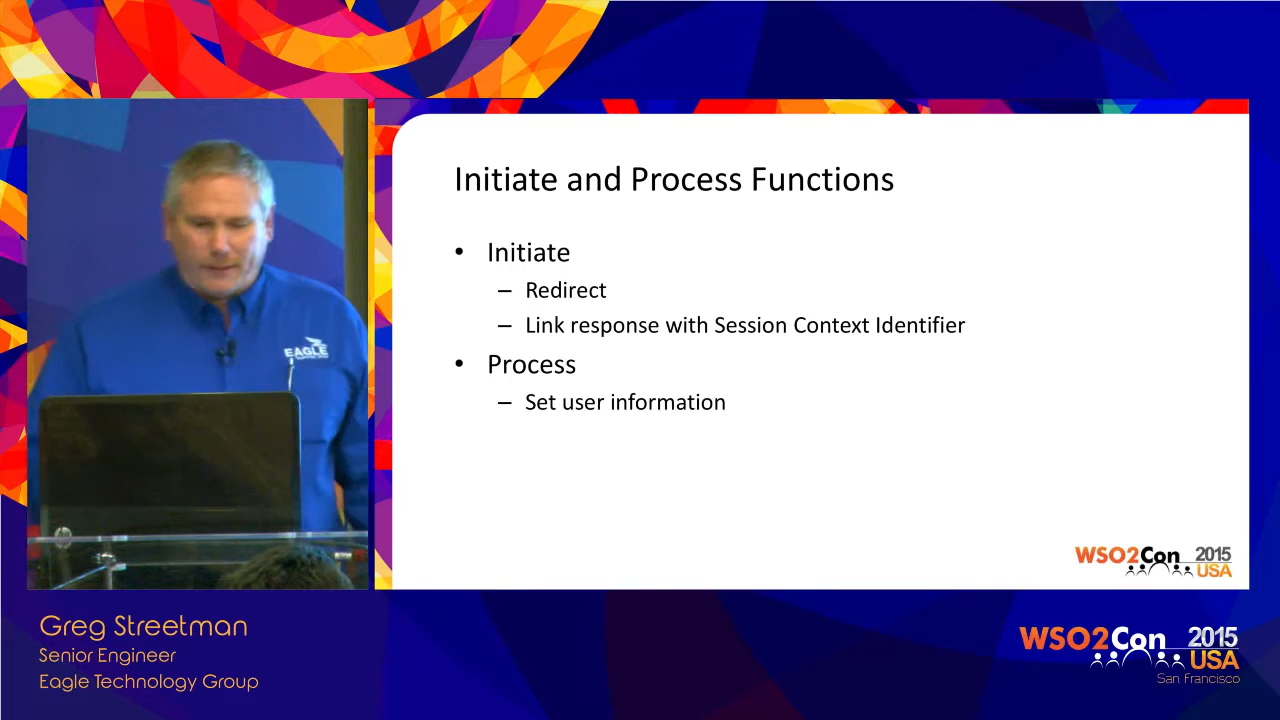 EAGLE
hp
Initiate and Process Functions
• Initiate
– Redirect
– Link response with Session Context Identifier
• Process
– Set user information
WSO2Con 2015
USA
Greg Streetman
Senior Engineer
Eagle Technology Group
WSO2Con 2015
USA
San Francisco